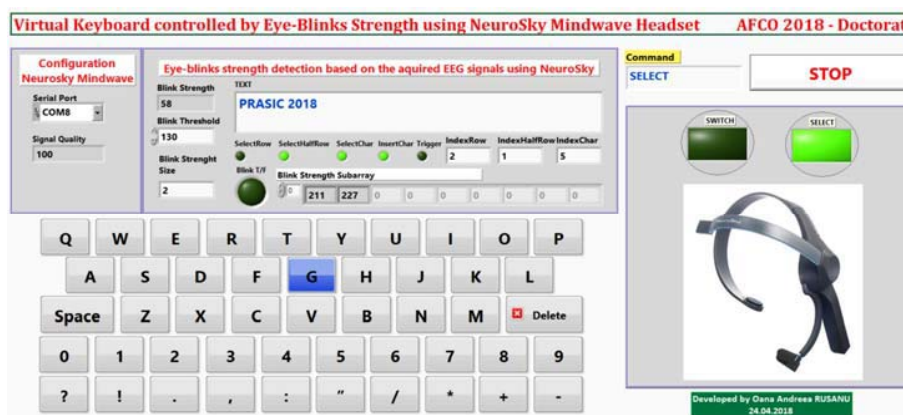 Virtual Keyboard controlled by Eye-Blinks Strength using NeuroSky Mindwave Headset AFCO 2018 - Doctorat
Configuration
Neurosky Mindwave
Serial Port
COM8
Signal Quality
100
Eye-blinks strength detection based on the aquired EEG signals using NeuroSky
Blink Strength
58
Blink Threshold
130
Blink Strenght
Size
2
TEXT
PRASIC 2018
SelectRow SelectHalfRow SelectChar InsertChar Trigger
IndexRow IndexHalfRow IndexChar
2 1 5
Blink T/F
Blink Strength Subarray
0 211 227 0 0 0 0 0 0 0
Command
SELECT
STOP
SWITCH SELECT
Q W E R T Y U I O P
A S D F G H J K L
Space Z X C V B N M Delete
0 1 2 3 4 5 6 7 8 9
? ! . , : " / * + -
Developed by Oana Andreea RUSANU
24.04.2018